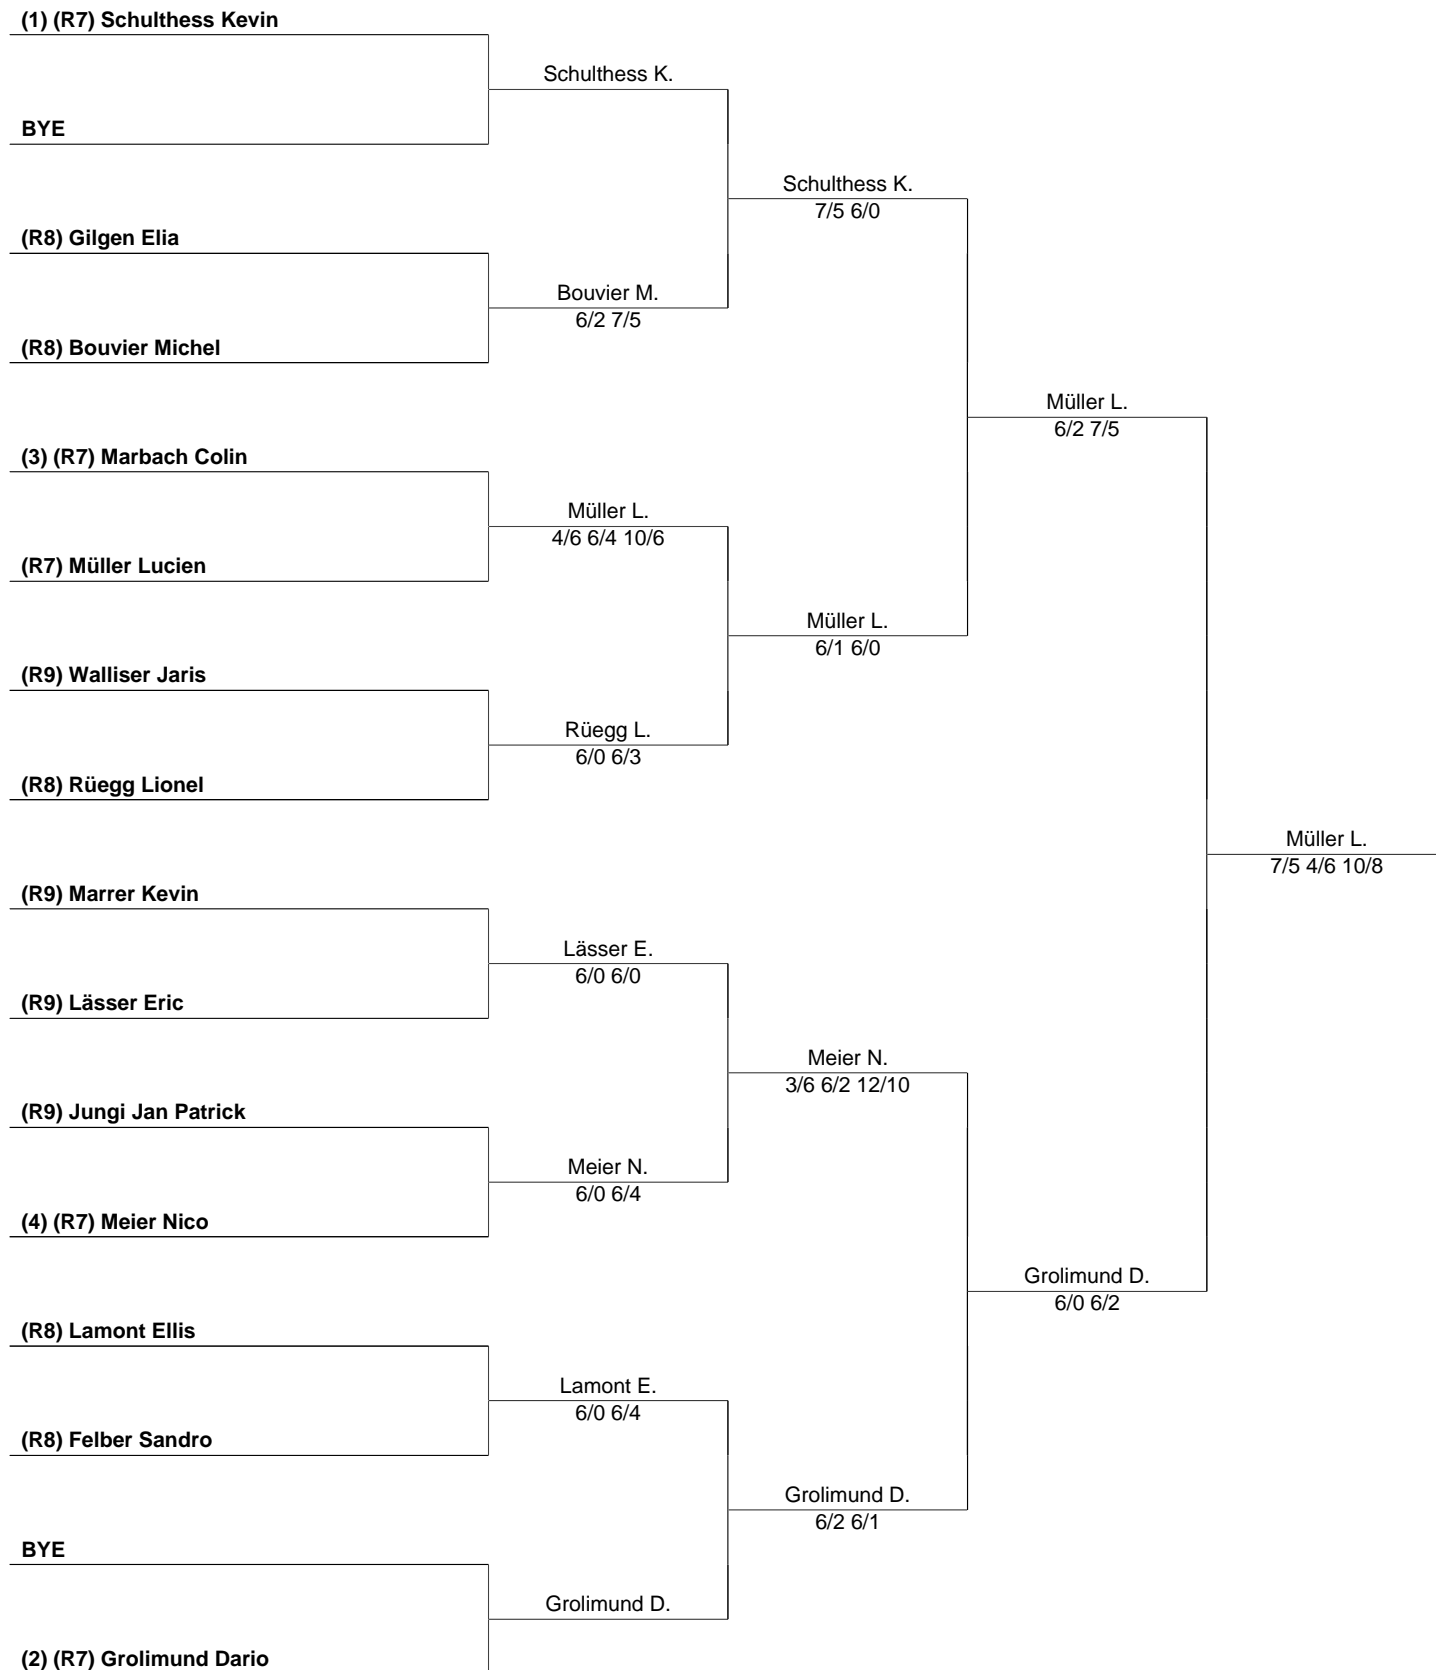 (1) (R7) Schulthess Kevin
Schulthess K.
BYE
Schulthess K.
7/5 6/0
(R8) Gilgen Elia
Bouvier M.
6/2 7/5
(R8) Bouvier Michel
Müller L.
6/2 7/5
(3) (R7) Marbach Colin
Müller L.
4/6 6/4 10/6
(R7) Müller Lucien
Müller L.
6/1 6/0
(R9) Walliser Jaris
Rüegg L.
6/0 6/3
(R8) Rüegg Lionel
Müller L.
7/5 4/6 10/8
(R9) Marrer Kevin
Lässer E.
6/0 6/0
(R9) Lässer Eric
Meier N.
3/6 6/2 12/10
(R9) Jungi Jan Patrick
Meier N.
6/0 6/4
(4) (R7) Meier Nico
Grolimund D.
6/0 6/2
(R8) Lamont Ellis
Lamont E.
6/0 6/4
(R8) Felber Sandro
Grolimund D.
6/2 6/1
BYE
Grolimund D.
(2) (R7) Grolimund Dario